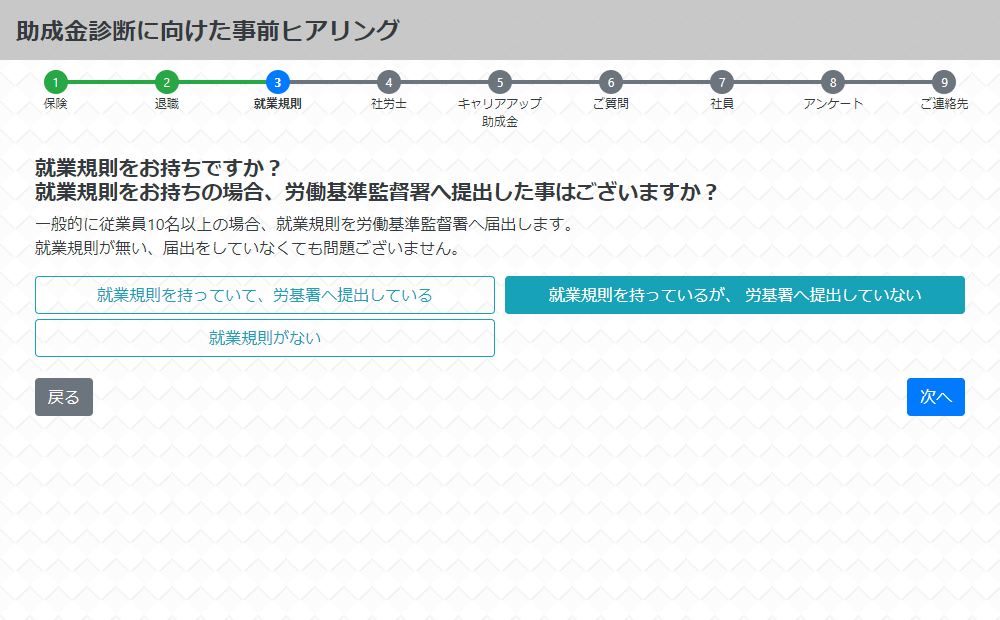 助成金診断に向けた事前ヒアリング
1 2 3 4 5 6 7 8 9
保険 退職 就業規則 社労士 キャリアアップ ご質問 社員 アンケート ご連絡先
助成金
就業規則をお持ちですか？
就業規則をお持ちの場合、労働基準監督署へ提出した事はございますか？
一般的に従業員10名以上の場合、就業規則を労働基準監督署へ届出します。
就業規則が無い、届出をしていなくても問題ございません。
就業規則を持っていて、労基署へ提出している
就業規則を持っているが、 労基署へ提出していない
就業規則がない
戻る
次へ